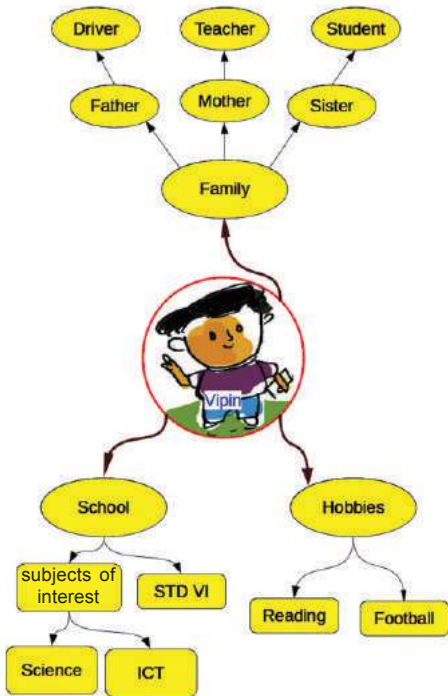 Driver
Teacher
Student
Father
Mother
Sister
Family
Vipin
School
Hobbies
subjects of
interest
STD VI
Reading
Football
Science
ICT